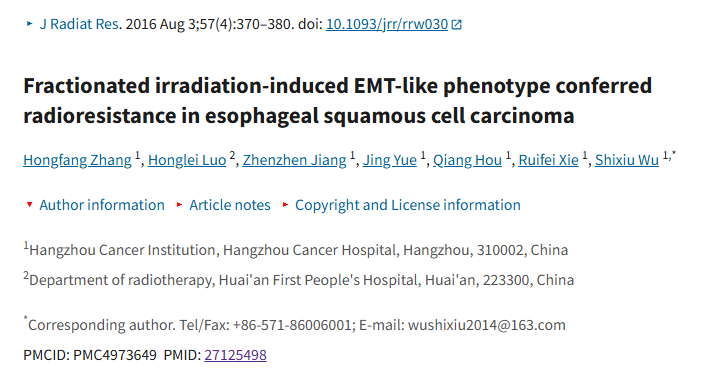 J Radiat Res. 2016 Aug 3;57(4):370–380. doi: 10.1093/jrr/rrw030
Fractionated irradiation-induced EMT-like phenotype conferred
radioresistance in esophageal squamous cell carcinoma
Hongfang Zhang 1, Honglei Luo 2, Zhenzhen Jiang 1, Jing Yue 1, Qiang Hou 1, Ruifei Xie 1, Shixiu Wu 1,*
Author information Article notes Copyright and License information
1Hangzhou Cancer Institution, Hangzhou Cancer Hospital, Hangzhou, 310002, China
2Department of radiotherapy, Huai'an First People's Hospital, Huai'an, 223300, China
*Corresponding author. Tel/Fax: +86-571-86006001; E-mail: wushixiu2014@163.com
PMCID: PMC4973649 PMID: 27125498